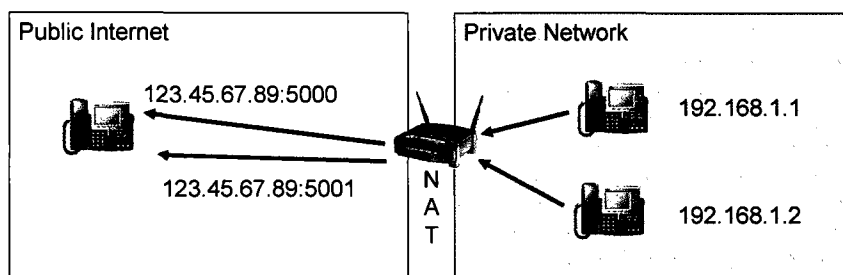 Public Internet
Private Network
123.45.67.89:5000
192.168.1.1
123.45.67.89:5001
N
A
T
192.168.1.2